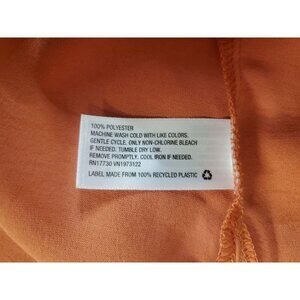 100% POLYESTER
MACHINE WASH COLD WITH LIKE COLORS.
GENTLE CYCLE. ONLY NON-CHLORINE BLEACH
IF NEEDED. TUMBLE DRY LOW.
REMOVE PROMPTLY. COOL IRON IF NEEDED.
RN17730 VN1973122
LABEL MADE FROM 100% RECYCLED PLASTIC